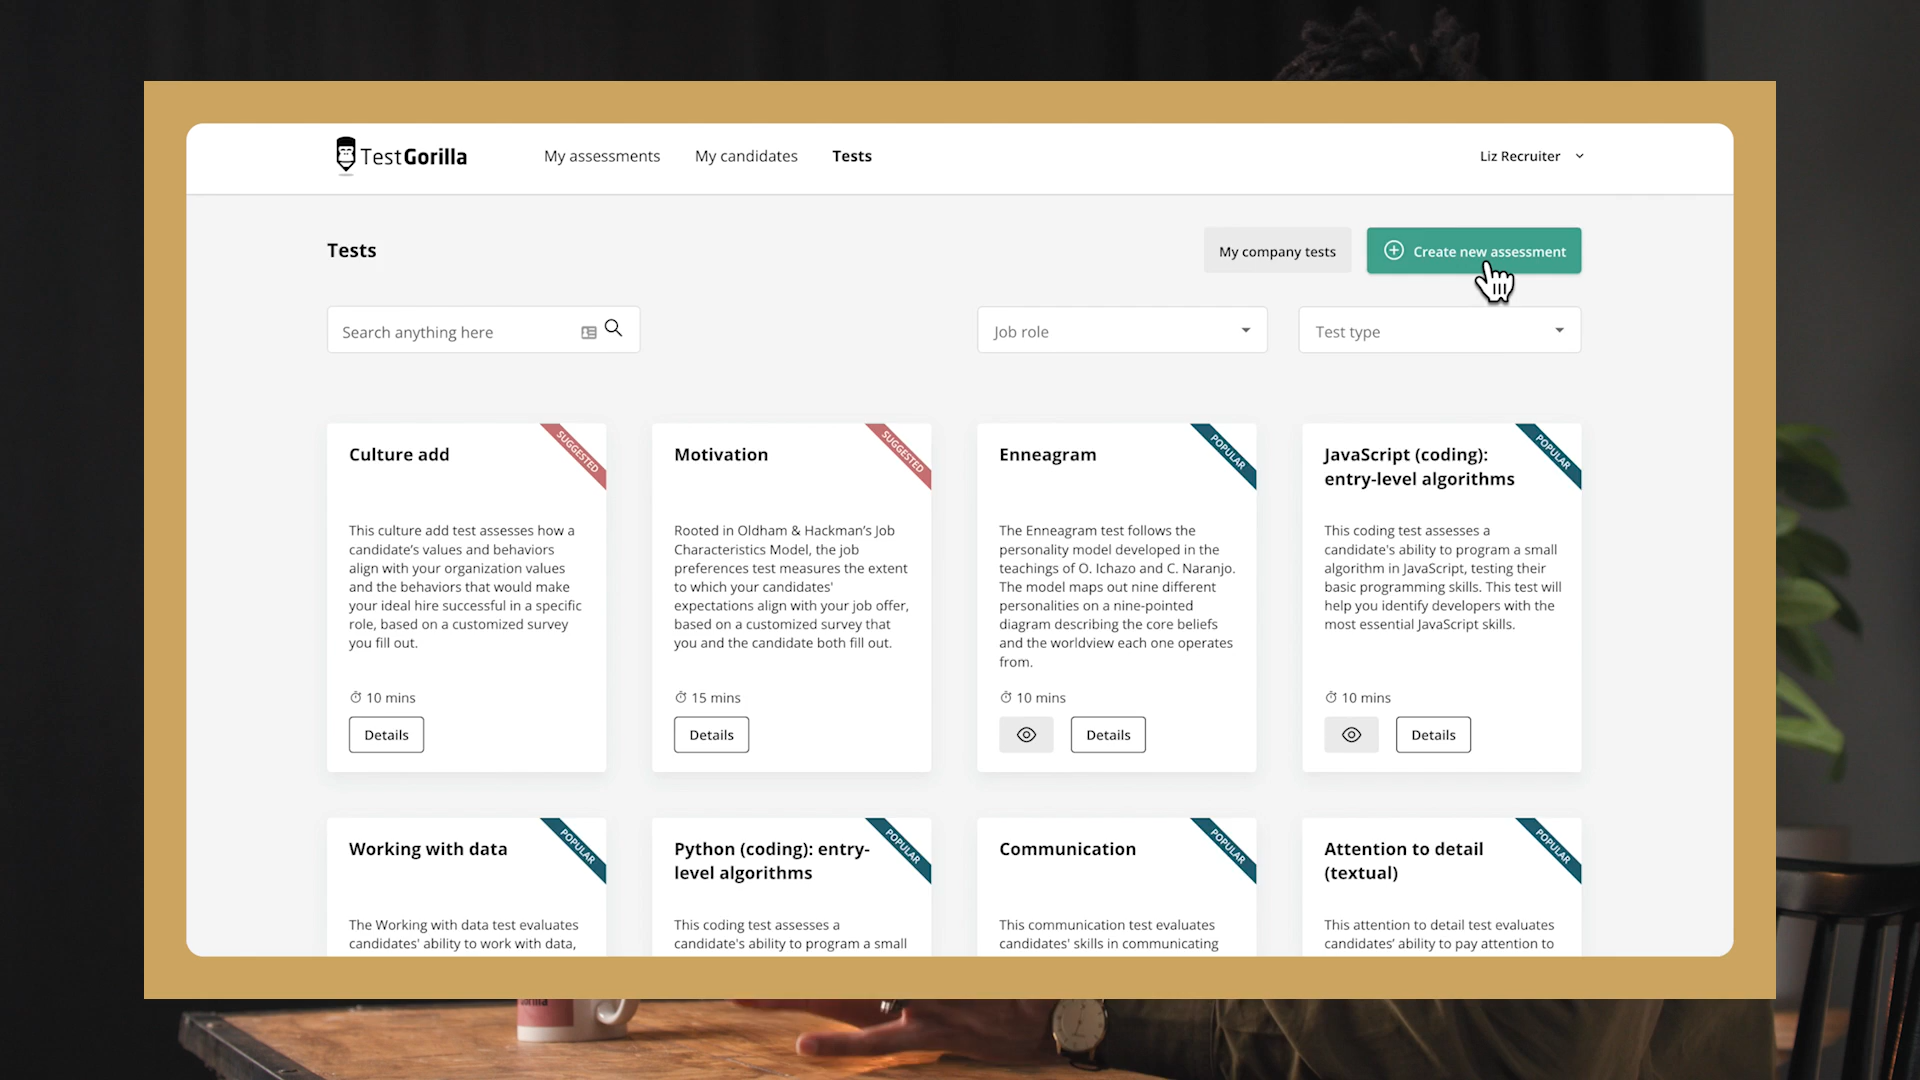 TestGorilla
My assessments
My candidates
Tests
Liz Recruiter
Tests
My company tests
Create new assessment
Search anything here
Job role
Test type
Culture add
SUGGESTED
This culture add test assesses how a
candidate's values and behaviors
align with your organization values
and the behaviors that would make
your ideal hire successful in a specific
role, based on a customized survey
you fill out.
10 mins
Details
Motivation
SUGGESTED
Rooted in Oldham & Hackman's Job
Characteristics Model, the job
preferences test measures the extent
to which your candidates'
expectations align with your job offer,
based on a customized survey that
you and the candidate both fill out.
15 mins
Details
Enneagram
POPULAR
The Enneagram test follows the
personality model developed in the
teachings of O. Ichazo and C. Naranjo.
The model maps out nine different
personalities on a nine-pointed
diagram describing the core beliefs
and the worldview each one operates
from.
10 mins
Details
JavaScript (coding):
entry-level algorithms
POPULAR
This coding test assesses a
candidate's ability to program a small
algorithm in JavaScript, testing their
basic programming skills. This test will
help you identify developers with the
most essential JavaScript skills.
10 mins
Details
Working with data
POPULAR
The Working with data test evaluates
candidates' ability to work with data,
Python (coding): entry-
level algorithms
POPULAR
This coding test assesses a
candidate's ability to program a small
Communication
POPULAR
This communication test evaluates
candidates' skills in communicating
Attention to detail
(textual)
POPULAR
This attention to detail test evaluates
candidates' ability to pay attention to